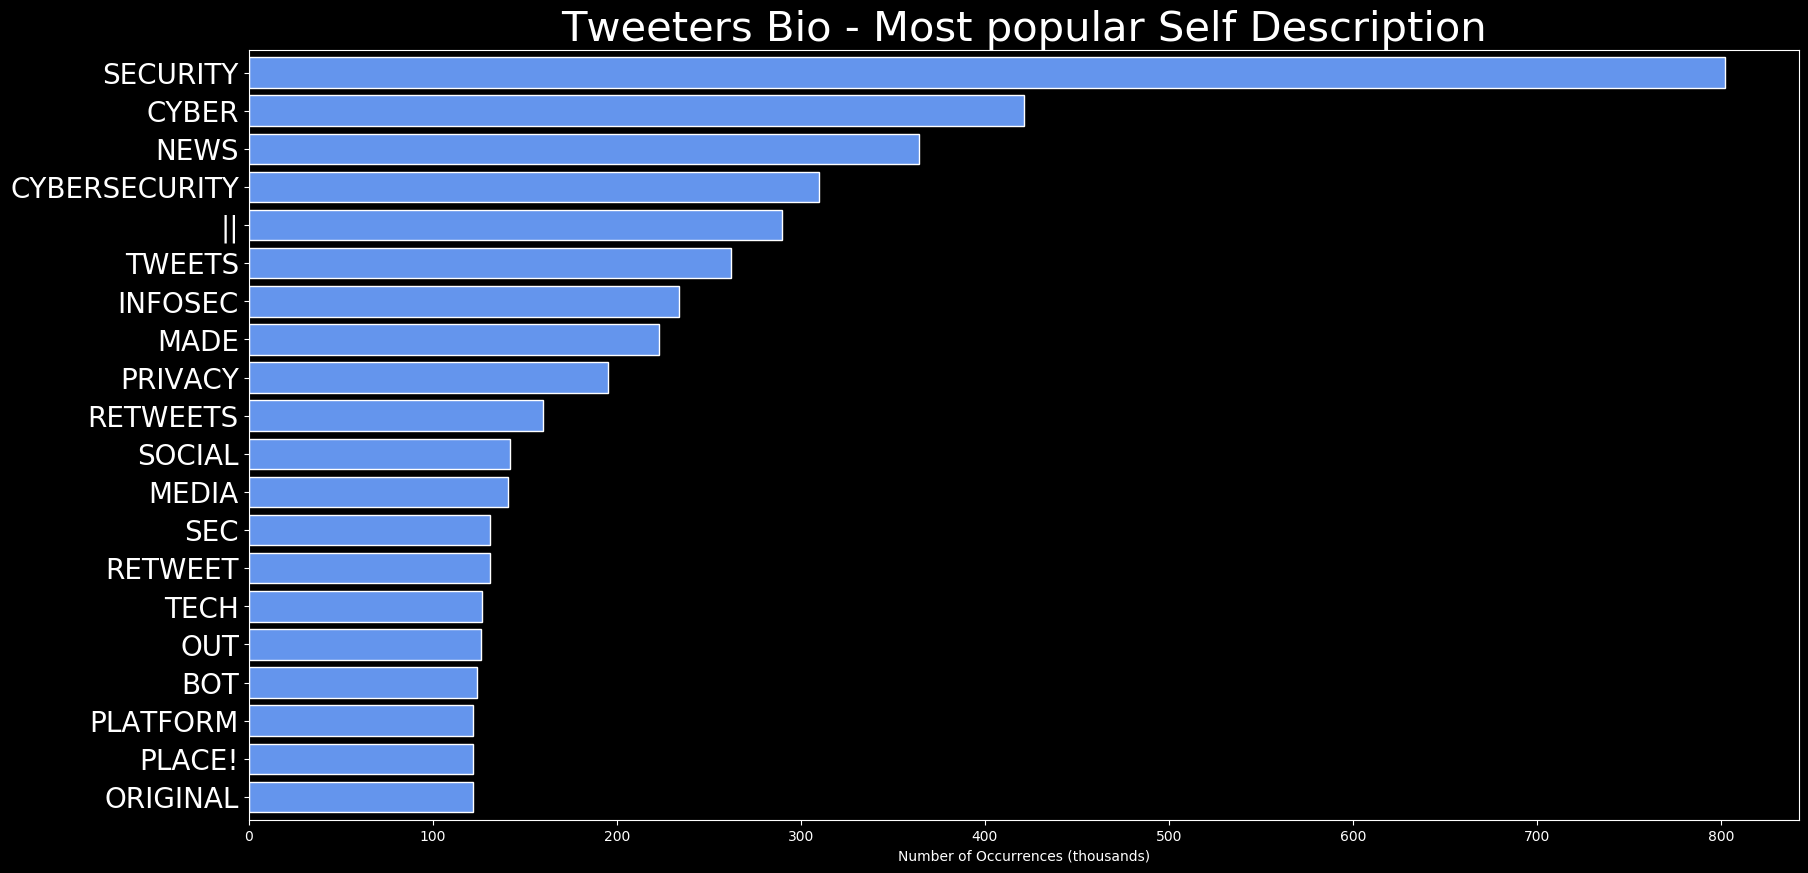 Tweeters Bio - Most popular Self Description
SECURITY
CYBER
NEWS
CYBERSECURITY
||
TWEETS
INFOSEC
MADE
PRIVACY
RETWEETS
SOCIAL
MEDIA
SEC
RETWEET
TECH
OUT
BOT
PLATFORM
PLACE!
ORIGINAL
0 100 200 300 400 500 600 700 800
Number of Occurrences (thousands)